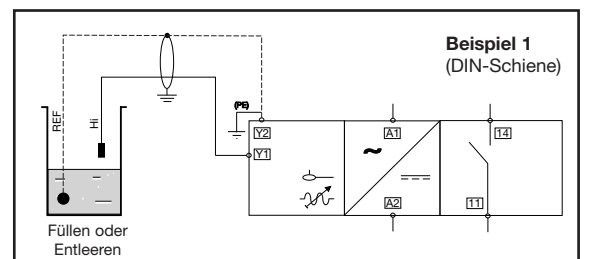 Beispiel 1
(DIN-Schiene)
REF
Hi
(PE)
Y2
Y1
A1
A2
14
11
Füllen oder
Entleeren